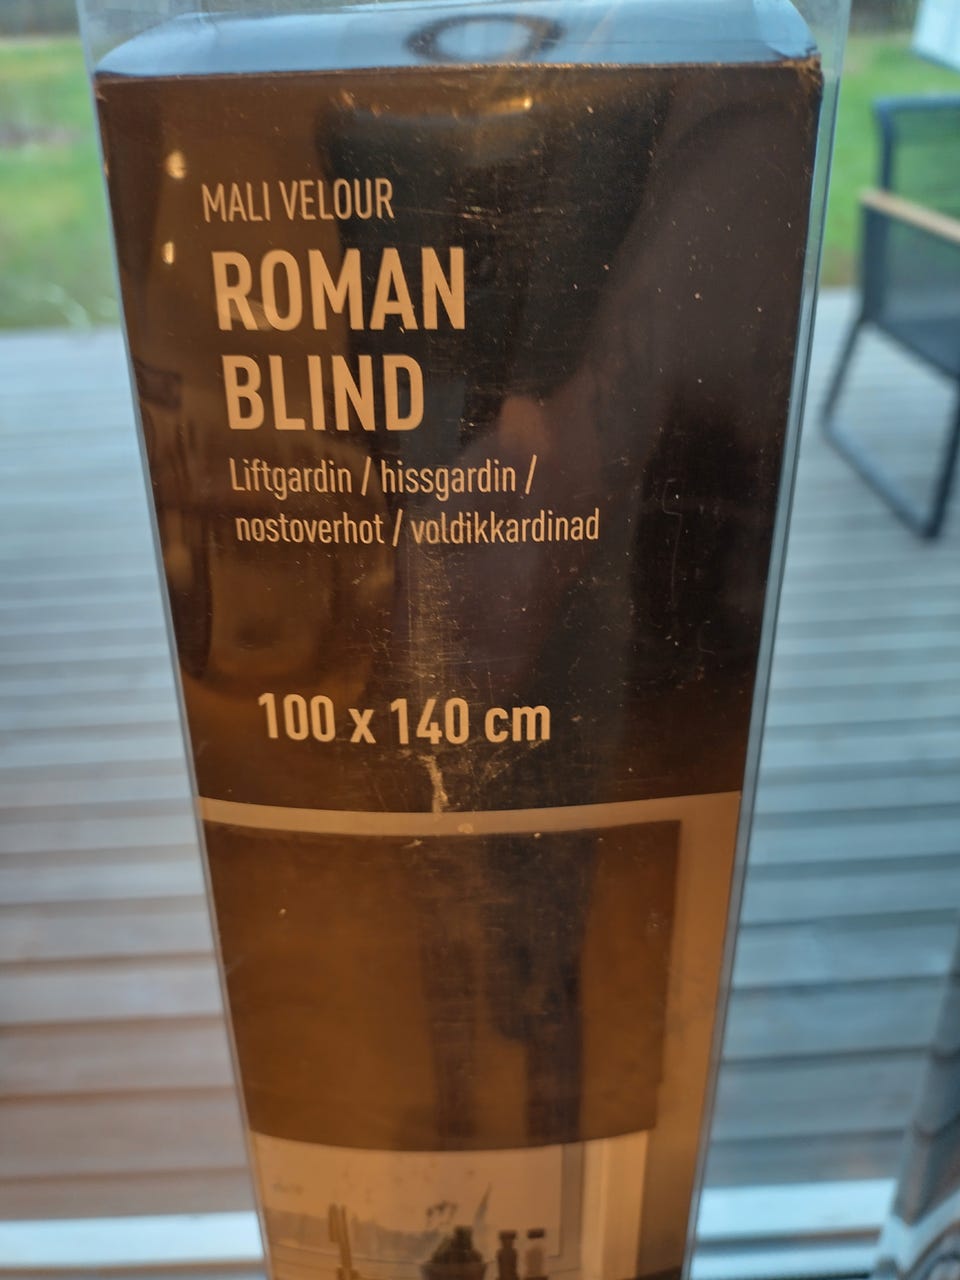 MALI VELOUR
ROMAN
BLIND
Liftgardin / hissgardin /
nostoverhot / voldikkardinad
100 x 140 cm